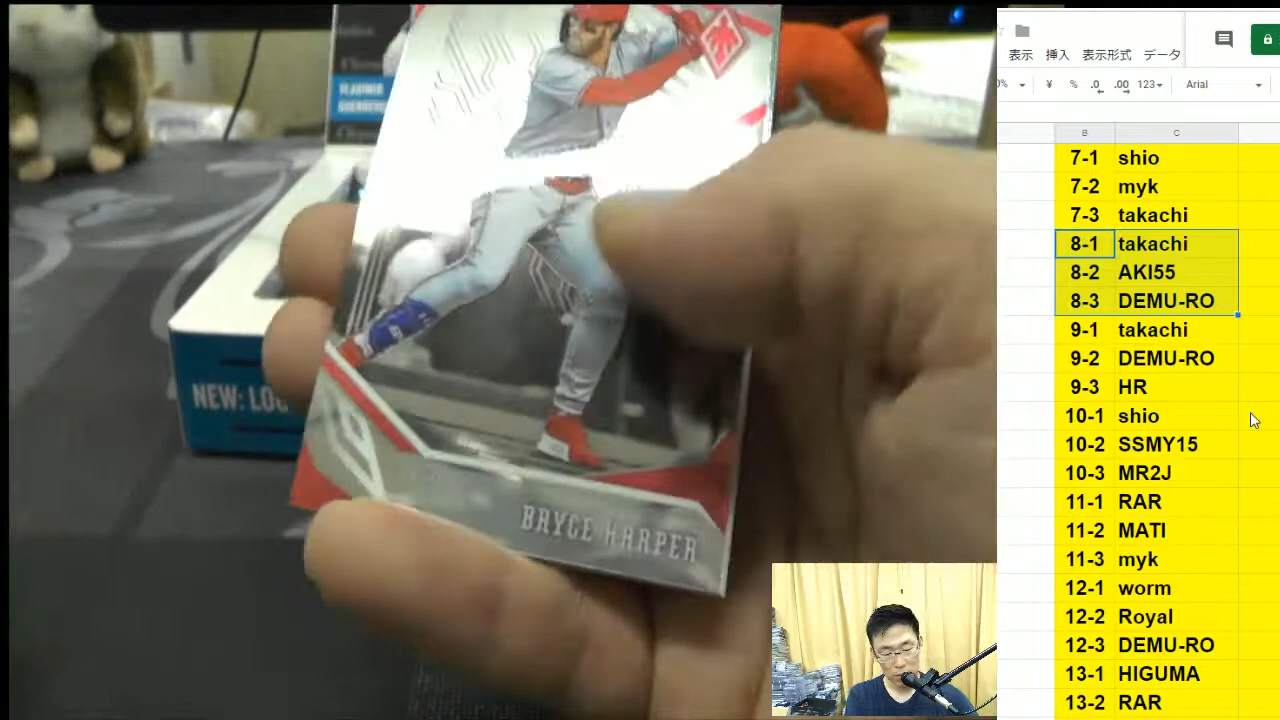 VLADIMIR
GUERRERO
NEW: LO
BRYCE HARPER
表示 挿入 表示形式 データ
% ¥ % .0 .00 123 Arial
B C
7-1 shio
7-2 myk
7-3 takachi
8-1 takachi
8-2 AKI55
8-3 DEMU-RO
9-1 takachi
9-2 DEMU-RO
9-3 HR
10-1 shio
10-2 SSMY15
10-3 MR2J
11-1 RAR
11-2 MATI
11-3 myk
12-1 worm
12-2 Royal
12-3 DEMU-RO
13-1 HIGUMA
13-2 RAR